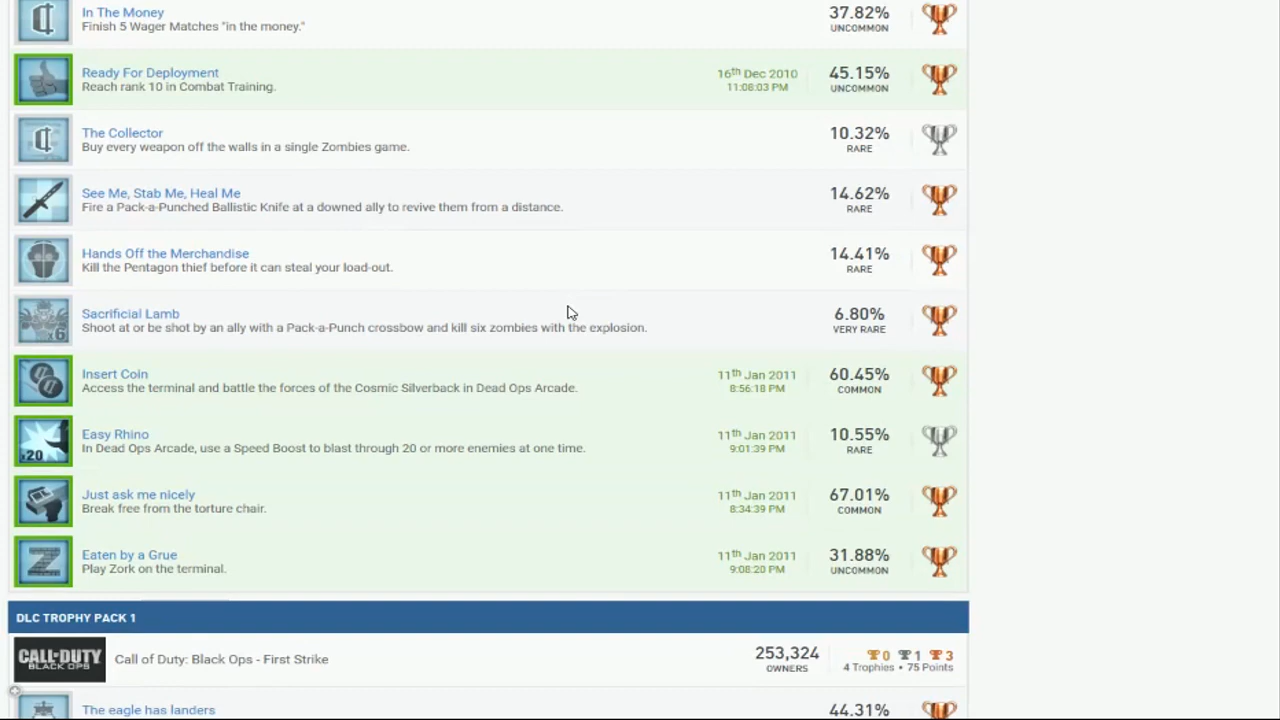 In The Money
Finish 5 Wager Matches "in the money."
37.82%
UNCOMMON
Ready For Deployment
Reach rank 10 in Combat Training.
16th Dec 2010
11:08:03 PM
45.15%
UNCOMMON
The Collector
Buy every weapon off the walls in a single Zombies game.
10.32%
RARE
See Me, Stab Me, Heal Me
Fire a Pack-a-Punched Ballistic Knife at a downed ally to revive them from a distance.
14.62%
RARE
Hands Off the Merchandise
Kill the Pentagon thief before it can steal your load-out.
14.41%
RARE
Sacrificial Lamb
Shoot at or be shot by an ally with a Pack-a-Punch crossbow and kill six zombies with the explosion.
6.80%
VERY RARE
x6
Insert Coin
Access the terminal and battle the forces of the Cosmic Silverback in Dead Ops Arcade.
11th Jan 2011
8:56:18 PM
60.45%
COMMON
Easy Rhino
In Dead Ops Arcade, use a Speed Boost to blast through 20 or more enemies at one time.
11th Jan 2011
9:01:39 PM
10.55%
RARE
x20
Just ask me nicely
Break free from the torture chair.
11th Jan 2011
8:34:39 PM
67.01%
COMMON
Eaten by a Grue
Play Zork on the terminal.
11th Jan 2011
9:08:20 PM
31.88%
UNCOMMON
DLC TROPHY PACK 1
CALL OF DUTY
BLACK OPS
Call of Duty: Black Ops - First Strike
253,324
OWNERS
0 1 3
4 Trophies • 75 Points
The eagle has landers
44.31%